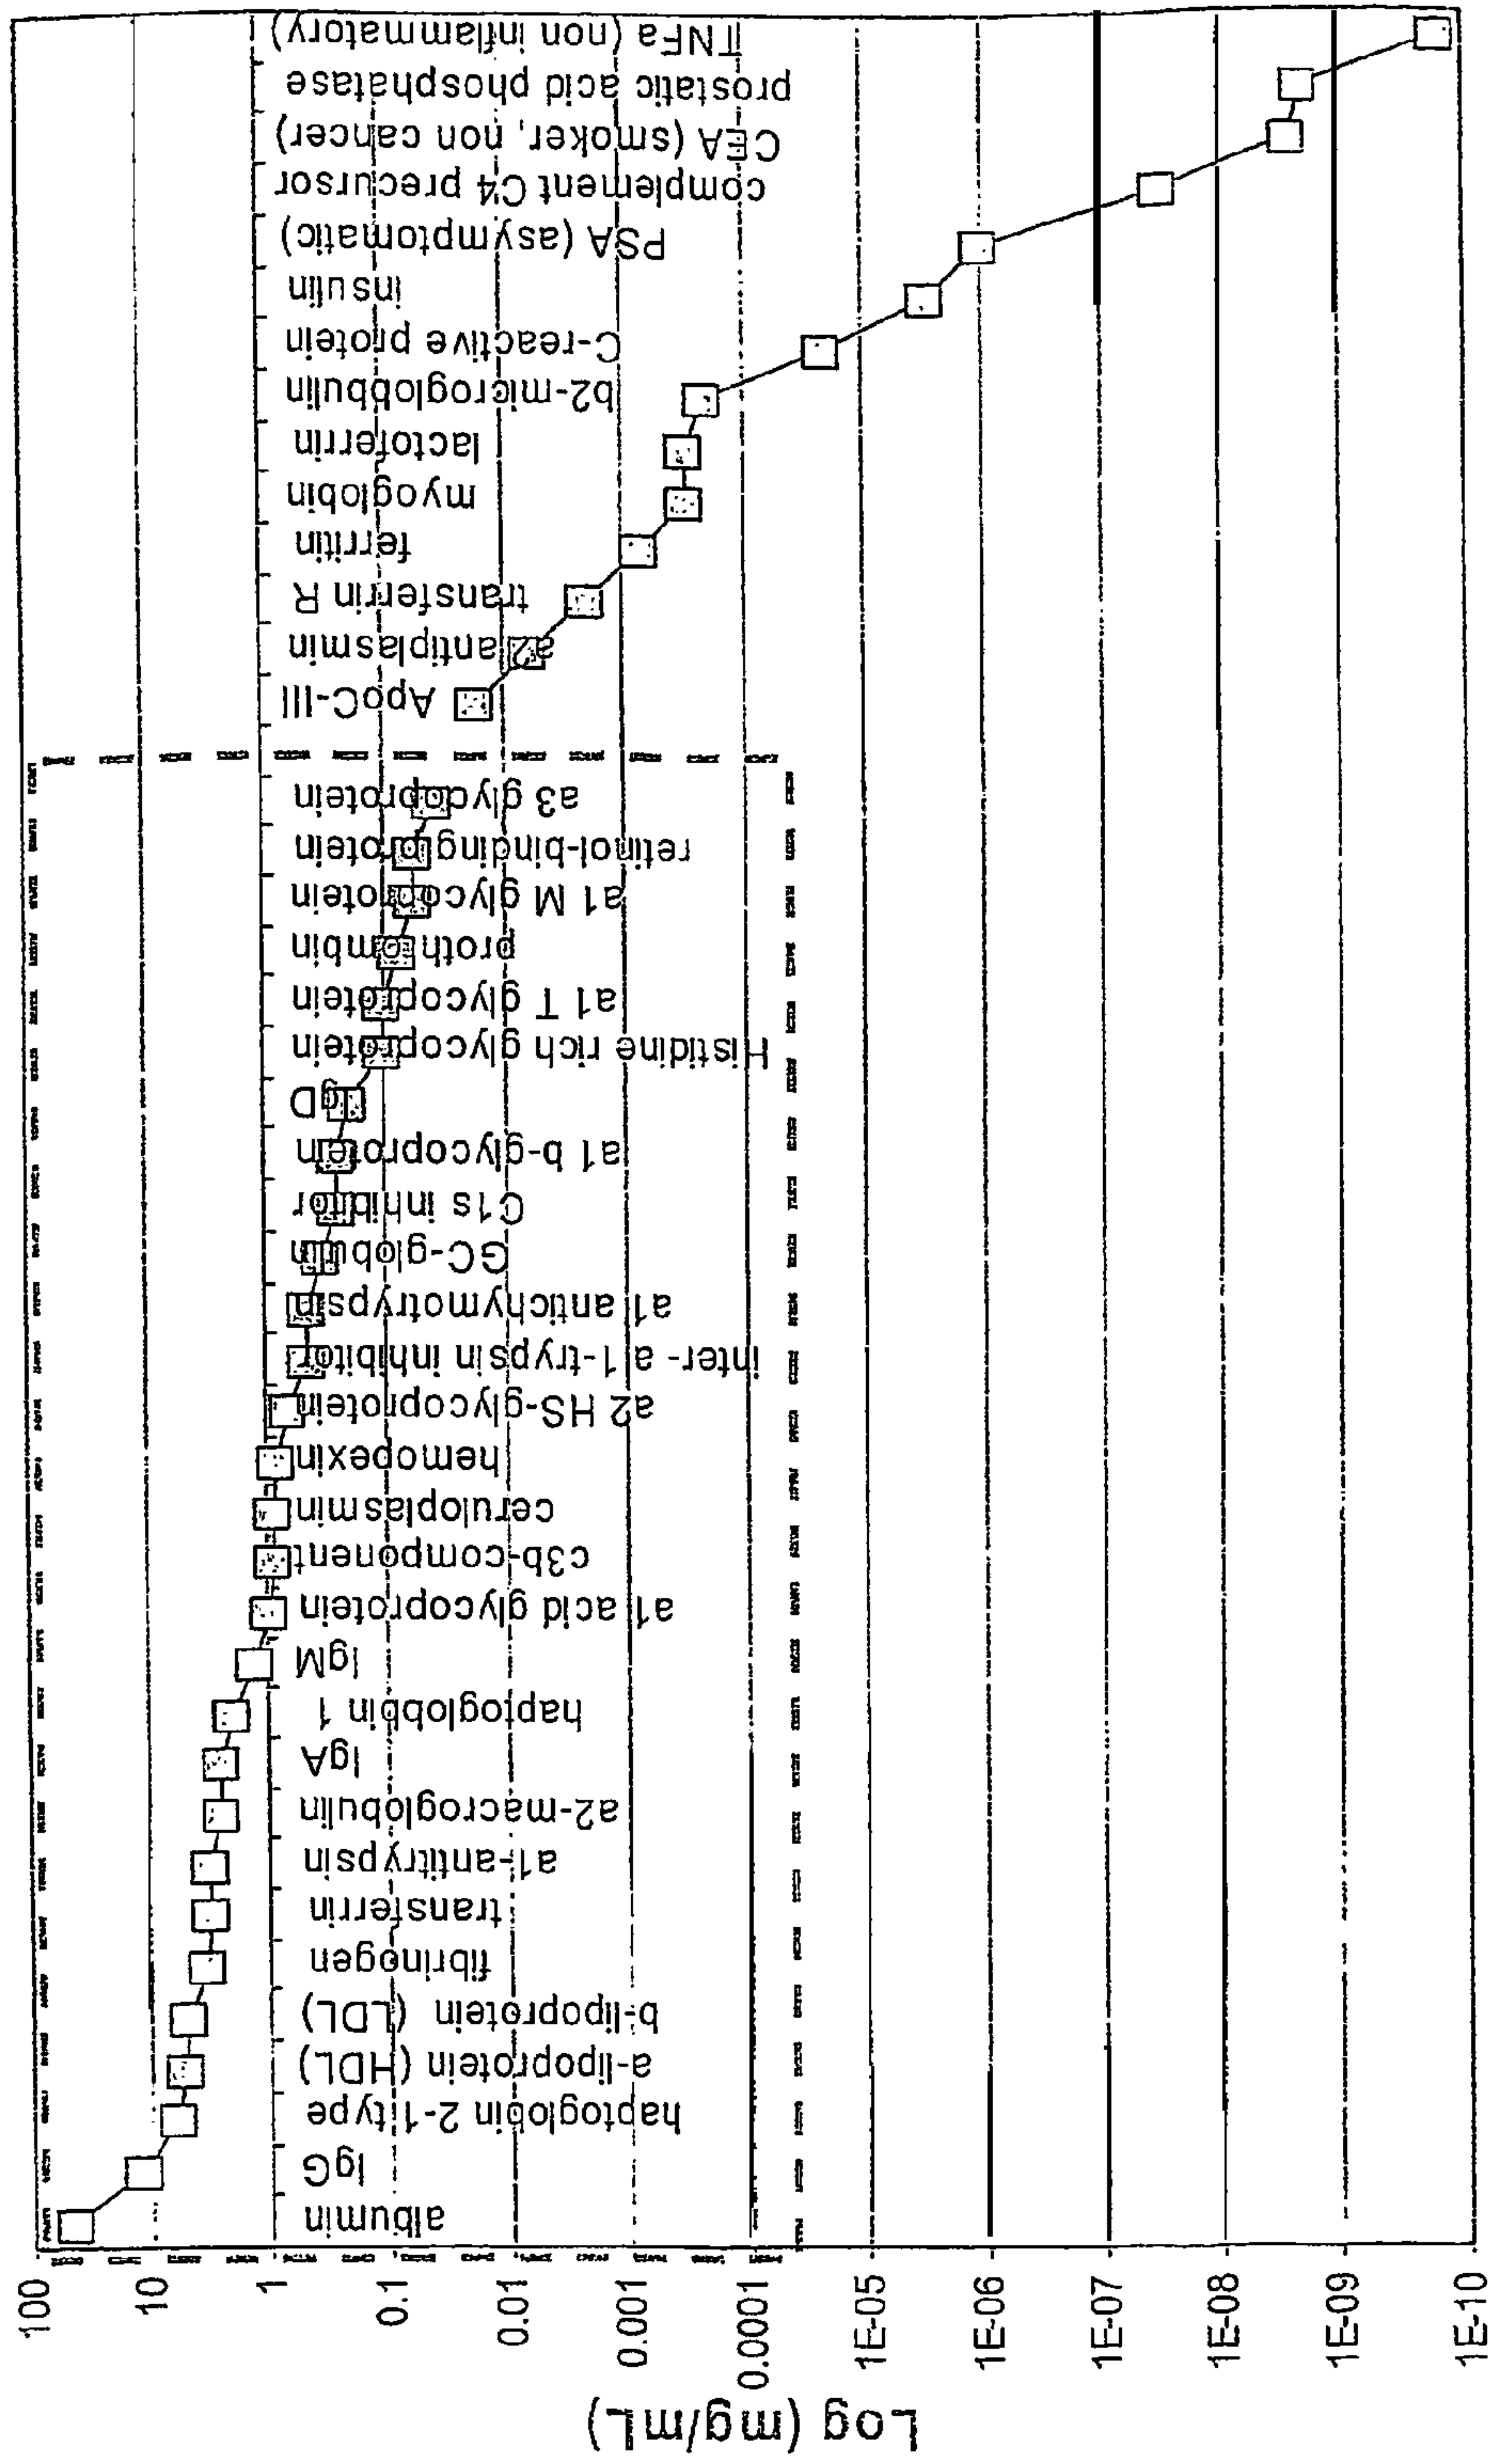 Log (mg/mL)
100
10
1
0.1
0.01
0.001
0.0001
1E-05
1E-06
1E-07
1E-08
1E-09
1E-10
albumin
IgG
haptoglobin 2-1 type
a-lipoprotein (HDL)
b-lipoprotein (LDL)
fibrinogen
transferrin
a1-antitrypsin
a2-macroglobulin
IgA
haptoglobbin 1
IgM
a1 acid glycoprotein
c3b-component
ceruloplasmin
hemopexin
a2 HS-glycoprotein
inter- a 1-trypsin inhibitor
a1 antichymotrypsin
GC-globulin
C1s inhibitor
a1 b-glycoprotein
IgD
Histidine rich glycoprotein
a1 T glycoprotein
prothrombin
a1 M glycoprotein
retinol-binding protein
a3 glycoprotein
ApoC-III
a2 antiplasmin
transferrin R
ferritin
myoglobin
lactoferrin
b2-microglobbulin
C-reactive protein
insulin
PSA (asymptomatic)
complement C4 precursor
CEA (smoker, non cancer)
prostatic acid phosphatase
TNFa (non inflammatory)